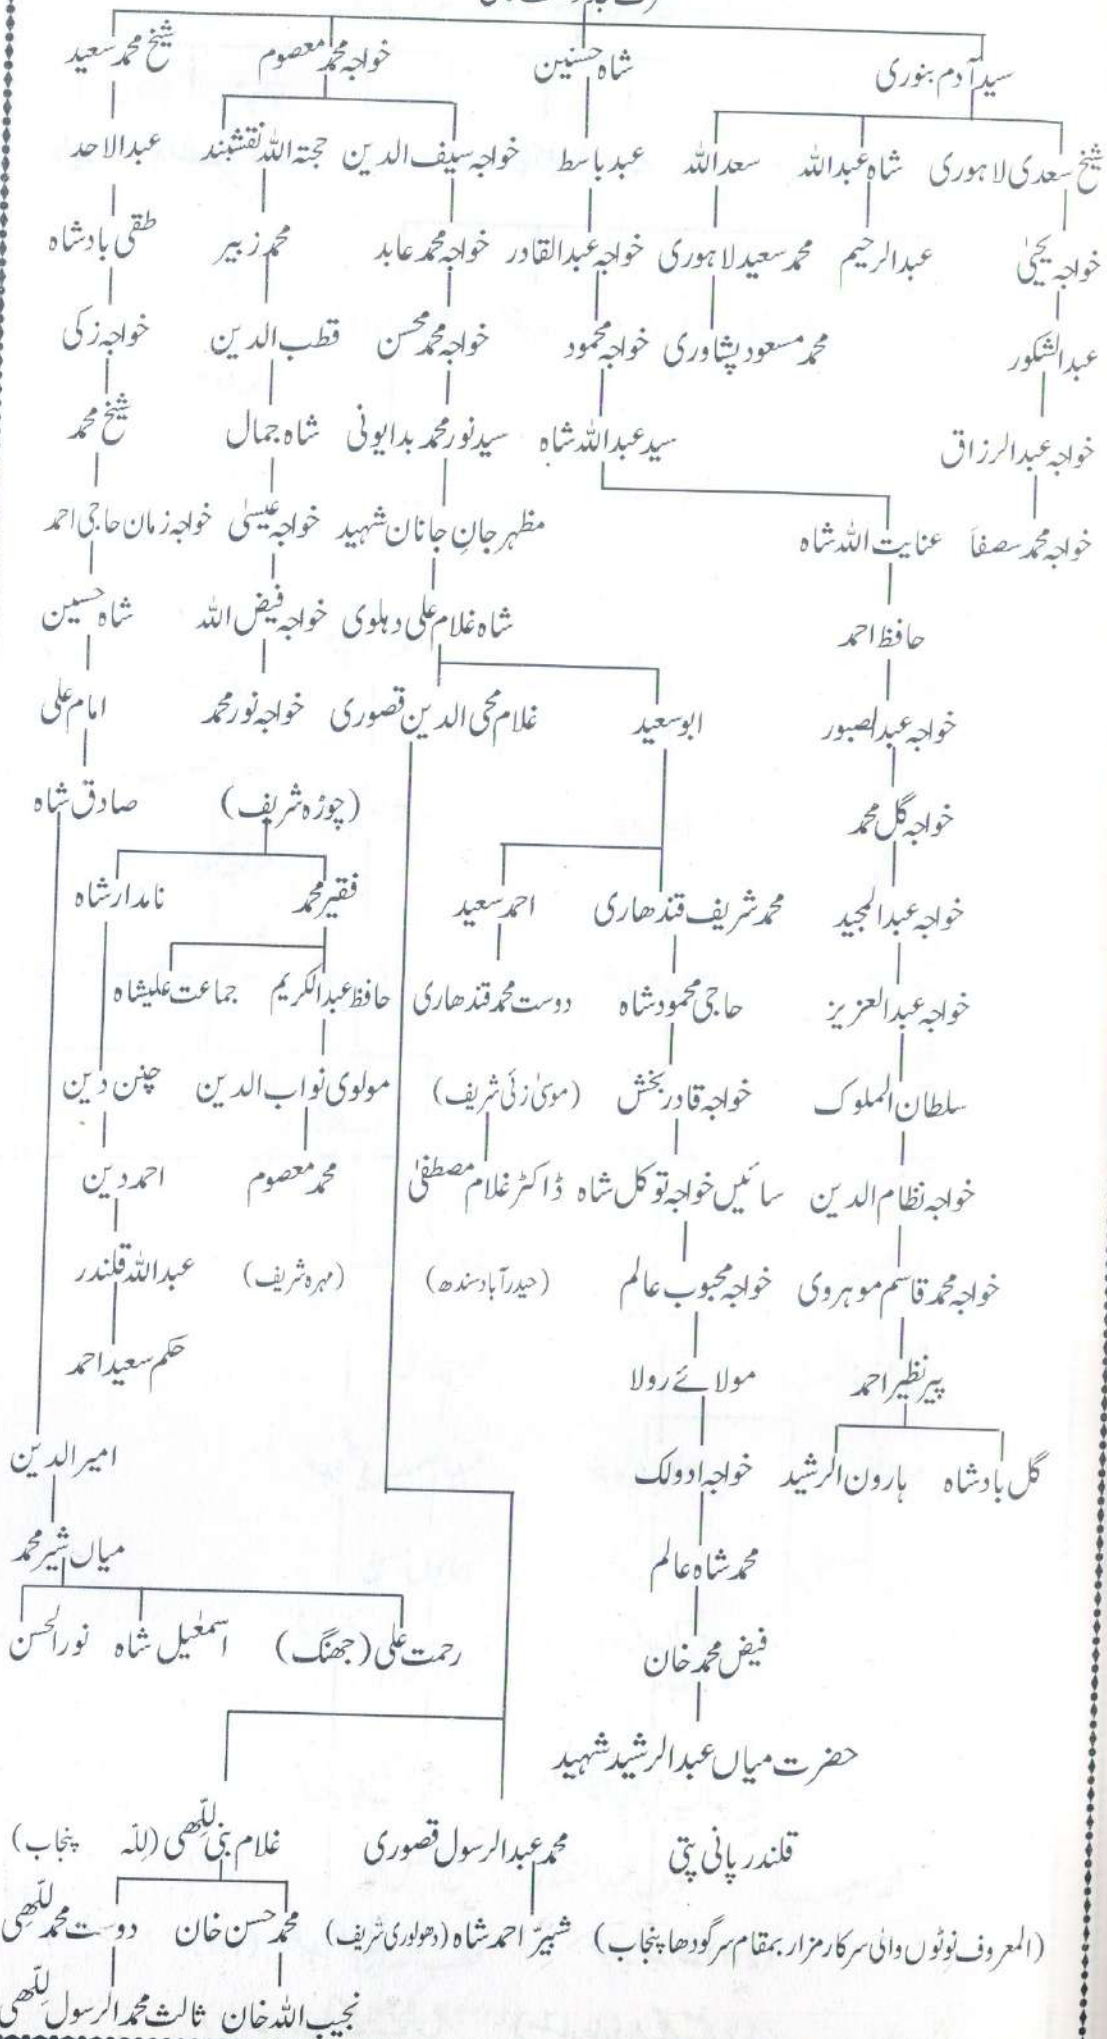 سید آدم بنوری شاہ حسین خواجہ محمد معصوم شیخ محمد سعید
شیخ سعدی لاہوری شاہ عبداللہ سعد اللہ عبد باسط خواجہ سیف الدین حجتہ اللہ نقشبند عبدالاحد
خواجہ یحییٰ عبدالرحیم محمد سعید لاہوری خواجہ عبدالقادر خواجہ محمد عابد محمد زبیر طقی بادشاہ
عبدالشکور محمد مسعود پشاوری خواجہ محمود خواجہ محمد محسن قطب الدین خواجہ زکی
خواجہ عبدالرزاق سید عبداللہ شاہ سید نور محمد بدایونی شاہ جمال شیخ محمد
خواجہ محمد عنایت اللہ شاہ مظہر جانِ جانان شہید خواجہ عیسیٰ خواجہ زمان حاجی احمد
حافظ احمد شاہ غلام علی دہلوی خواجہ فیض اللہ شاہ حسین
خواجہ عبدالصبور ابو سعید غلام محی الدین قصوری خواجہ نور محمد امام علی
خواجہ گل محمد (چورہ شریف) صادق شاہ
خواجہ عبدالمجید محمد شریف قندھاری احمد سعید فقیر محمد نامدار شاہ
خواجہ عبدالعزیز حاجی محمود شاہ دوست محمد قندھاری حافظ عبدالکریم جماعت علیشاہ
سلطان الملوک خواجہ قادر بخش (موسیٰ زئی شریف) مولوی نواب الدین چنن دین
خواجہ نظام الدین سائیں خواجہ توکل شاہ ڈاکٹر غلام مصطفیٰ محمد معصوم احمد دین
خواجہ محمد قاسم موہروی خواجہ محبوب عالم (حیدرآباد سندھ) (مہرہ شریف) عبداللہ قلندر
پیر نظیر احمد مولائے رولا حکم سعید احمد
گل بادشاہ ہارون الرشید خواجہ ادولک امیر الدین
محمد شاہ عالم میاں شیر محمد
فیض محمد خان رحمت علی (جھنگ) اسمعٰیل شاہ نور الحسن
حضرت میاں عبدالرشید شہید
قلندر پانی پتی محمد عبدالرسول قصوری غلام نبی للّٰھی (للّٰہ پنجاب)
(المعروف نوٹوں والی سرکار مزار بمقام سرگودھا پنجاب) شبیرّ احمد شاہ (دھولوری شریف) محمد حسن خان دوست محمد للّٰھی
نجیب اللہ خان ثالث محمد الرسول للّٰھی